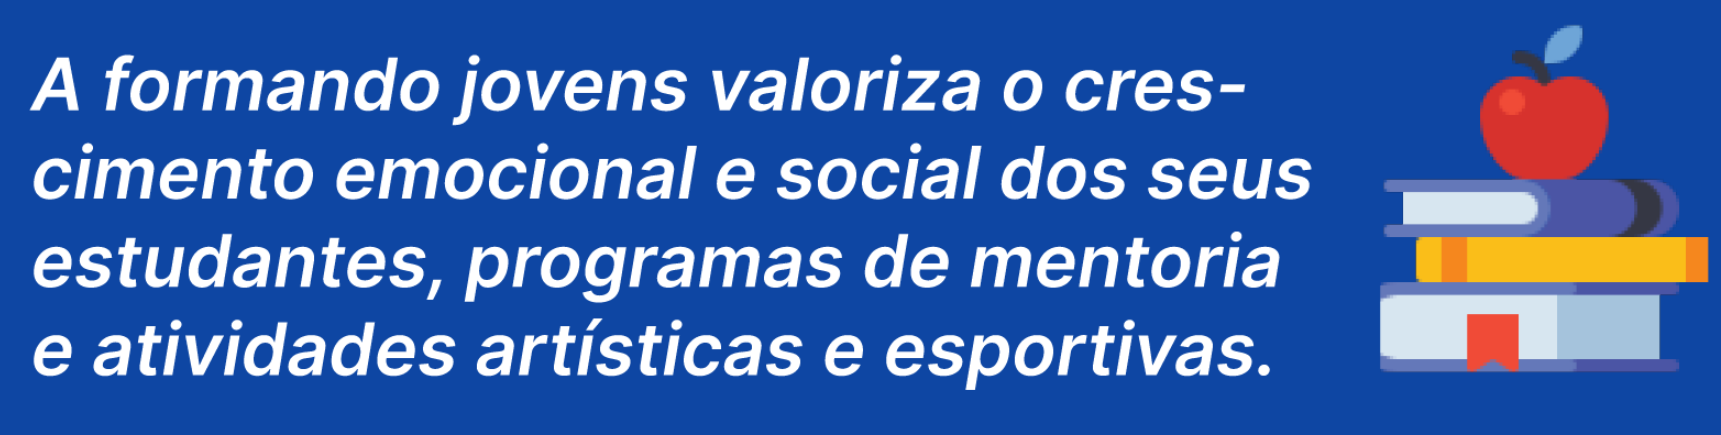 A formando jovens valoriza o cres-
cimento emocional e social dos seus
estudantes, programas de mentoria
e atividades artísticas e esportivas.